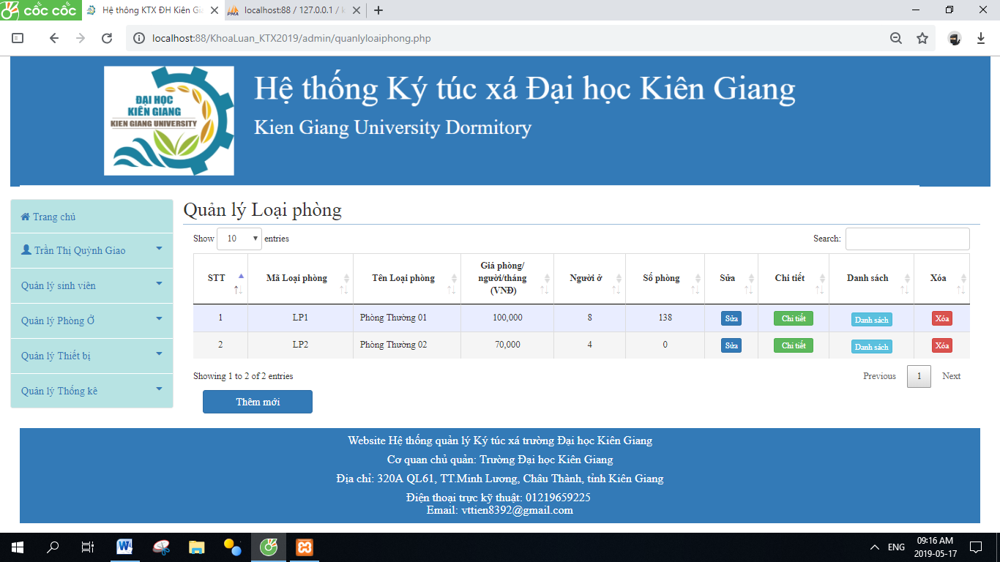 CỐC CỐC
Hệ thống KTX ĐH Kiên Gia
localhost:88 / 127.0.0.1 / k
localhost:88/KhoaLuan_KTX2019/admin/quanlyloaiphong.php
ĐẠI HỌC
KIÊN GIANG
KIEN GIANG UNIVERSITY
Hệ thống Ký túc xá Đại học Kiên Giang
Kien Giang University Dormitory
Trang chủ
Trần Thị Quỳnh Giao
Quản lý sinh viên
Quản lý Phòng Ở
Quản lý Thiết bị
Quản lý Thống kê
Quản lý Loại phòng
Show 10 entries
Search:
STT Mã Loại phòng Tên Loại phòng Giá phòng/ người/tháng (VNĐ) Người ở Số phòng Sửa Chi tiết Danh sách Xóa
1 LP1 Phòng Thường 01 100,000 8 138 Sửa Chi tiết Danh sách Xóa
2 LP2 Phòng Thường 02 70,000 4 0 Sửa Chi tiết Danh sách Xóa
Showing 1 to 2 of 2 entries
Previous 1 Next
Thêm mới
Website Hệ thống quản lý Ký túc xá trường Đại học Kiên Giang
Cơ quan chủ quản: Trường Đại học Kiên Giang
Địa chỉ: 320A QL61, TT.Minh Lương, Châu Thành, tỉnh Kiên Giang
Điện thoại trực kỹ thuật: 01219659225
Email: vttien8392@gmail.com
ENG
09:16 AM
2019-05-17